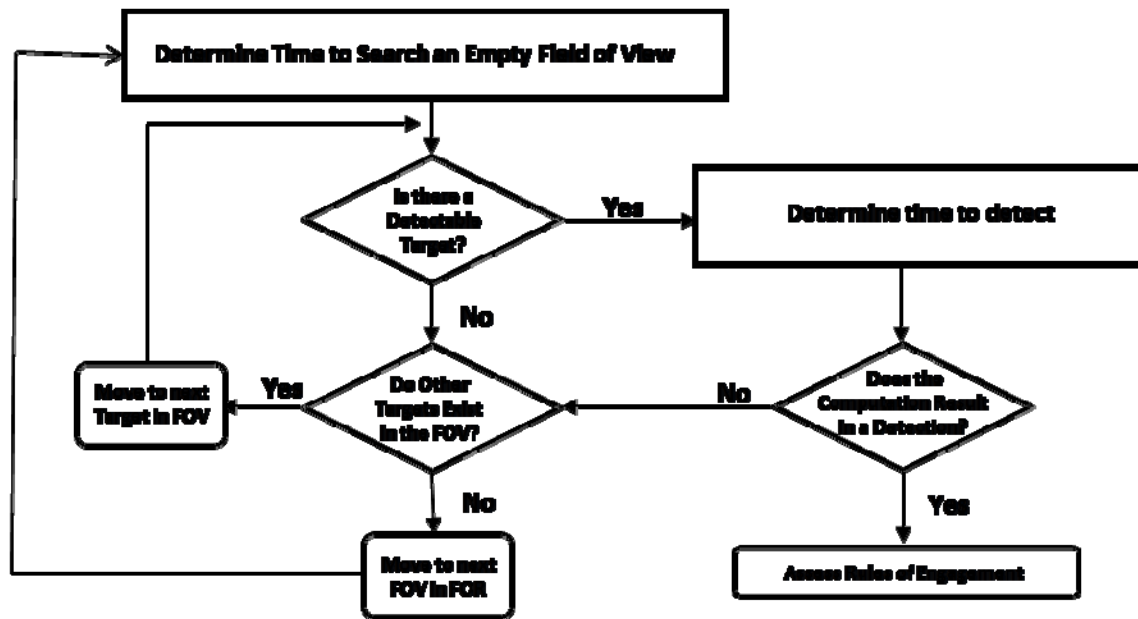 Determine Time to Search an Empty Field of View
Is there a
Detectable
Target?
Yes
Determine time to detect
No
Move to next
Target in FOV
Yes
Do Other
Targets Exist
in the FOV?
No
Does the
Computation Result
in a Detection?
No
Yes
Move to next
FOV in FOR
Assess Rules of Engagement